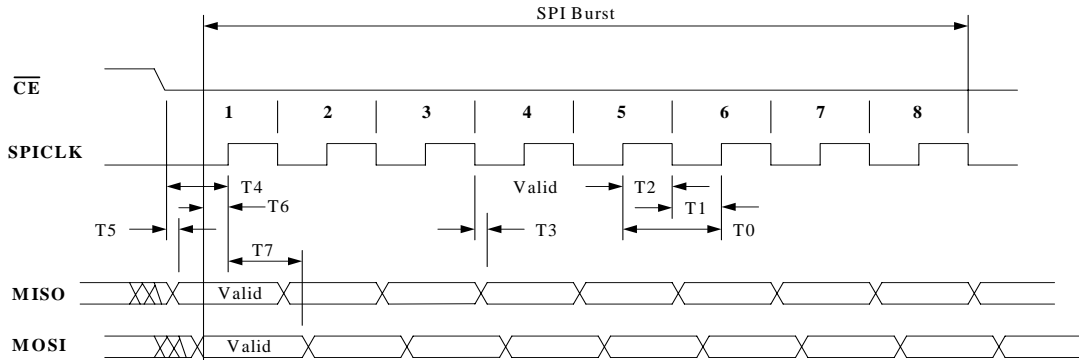 SPI Burst
CE
1 2 3 4 5 6 7 8
SPICLK
T4 Valid T2
T6 T1
T5 T3 T0
T7
MISO Valid
MOSI Valid